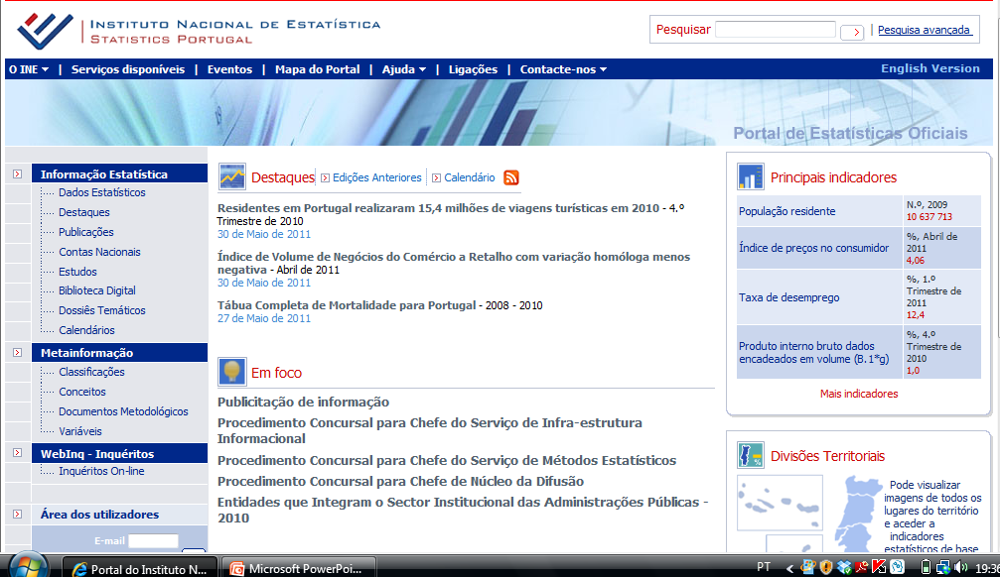 INSTITUTO NACIONAL DE ESTATÍSTICA
STATISTICS PORTUGAL
Pesquisar
Pesquisa avançada
O INE | Serviços disponíveis | Eventos | Mapa do Portal | Ajuda | Ligações | Contacte-nos
English Version
Portal de Estatísticas Oficiais
Informação Estatística
Dados Estatísticos
Destaques
Publicações
Contas Nacionais
Estudos
Biblioteca Digital
Dossiês Temáticos
Calendários
Metainformação
Classificações
Conceitos
Documentos Metodológicos
Variáveis
WebInq - Inquéritos
Inquéritos On-line
Área dos utilizadores
E-mail
Destaques
Edições Anteriores
Calendário
Residentes em Portugal realizaram 15,4 milhões de viagens turísticas em 2010 - 4.º
Trimestre de 2010
30 de Maio de 2011
Índice de Volume de Negócios do Comércio a Retalho com variação homóloga menos
negativa - Abril de 2011
30 de Maio de 2011
Tábua Completa de Mortalidade para Portugal - 2008 - 2010
27 de Maio de 2011
Em foco
Publicitação de informação
Procedimento Concursal para Chefe do Serviço de Infra-estrutura
Informacional
Procedimento Concursal para Chefe do Serviço de Métodos Estatísticos
Procedimento Concursal para Chefe de Núcleo da Difusão
Entidades que Integram o Sector Institucional das Administrações Públicas -
2010
Principais indicadores
População residente
N.º, 2009
10 637 713
Índice de preços no consumidor
%, Abril de
2011
4,06
Taxa de desemprego
%, 1.º
Trimestre de
2011
12,4
Produto interno bruto dados
encadeados em volume (B.1*g)
%, 4.º
Trimestre de
2010
1,0
Mais indicadores
Divisões Territoriais
Pode visualizar
imagens de todos os
lugares do território
e aceder a
indicadores
estatísticos de base
Portal do Instituto N...
Microsoft PowerPoi...
PT
19:36